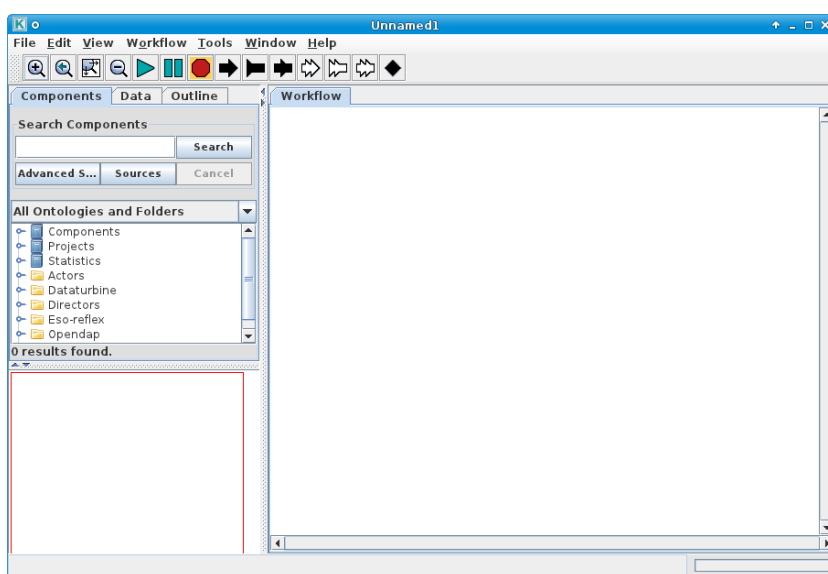 K Unnamed1
File Edit View Workflow Tools Window Help
Components Data Outline Workflow
Search Components
Search
Advanced S... Sources Cancel
All Ontologies and Folders
Components
Projects
Statistics
Actors
Dataturbine
Directors
Eso-reflex
Opendap
0 results found.